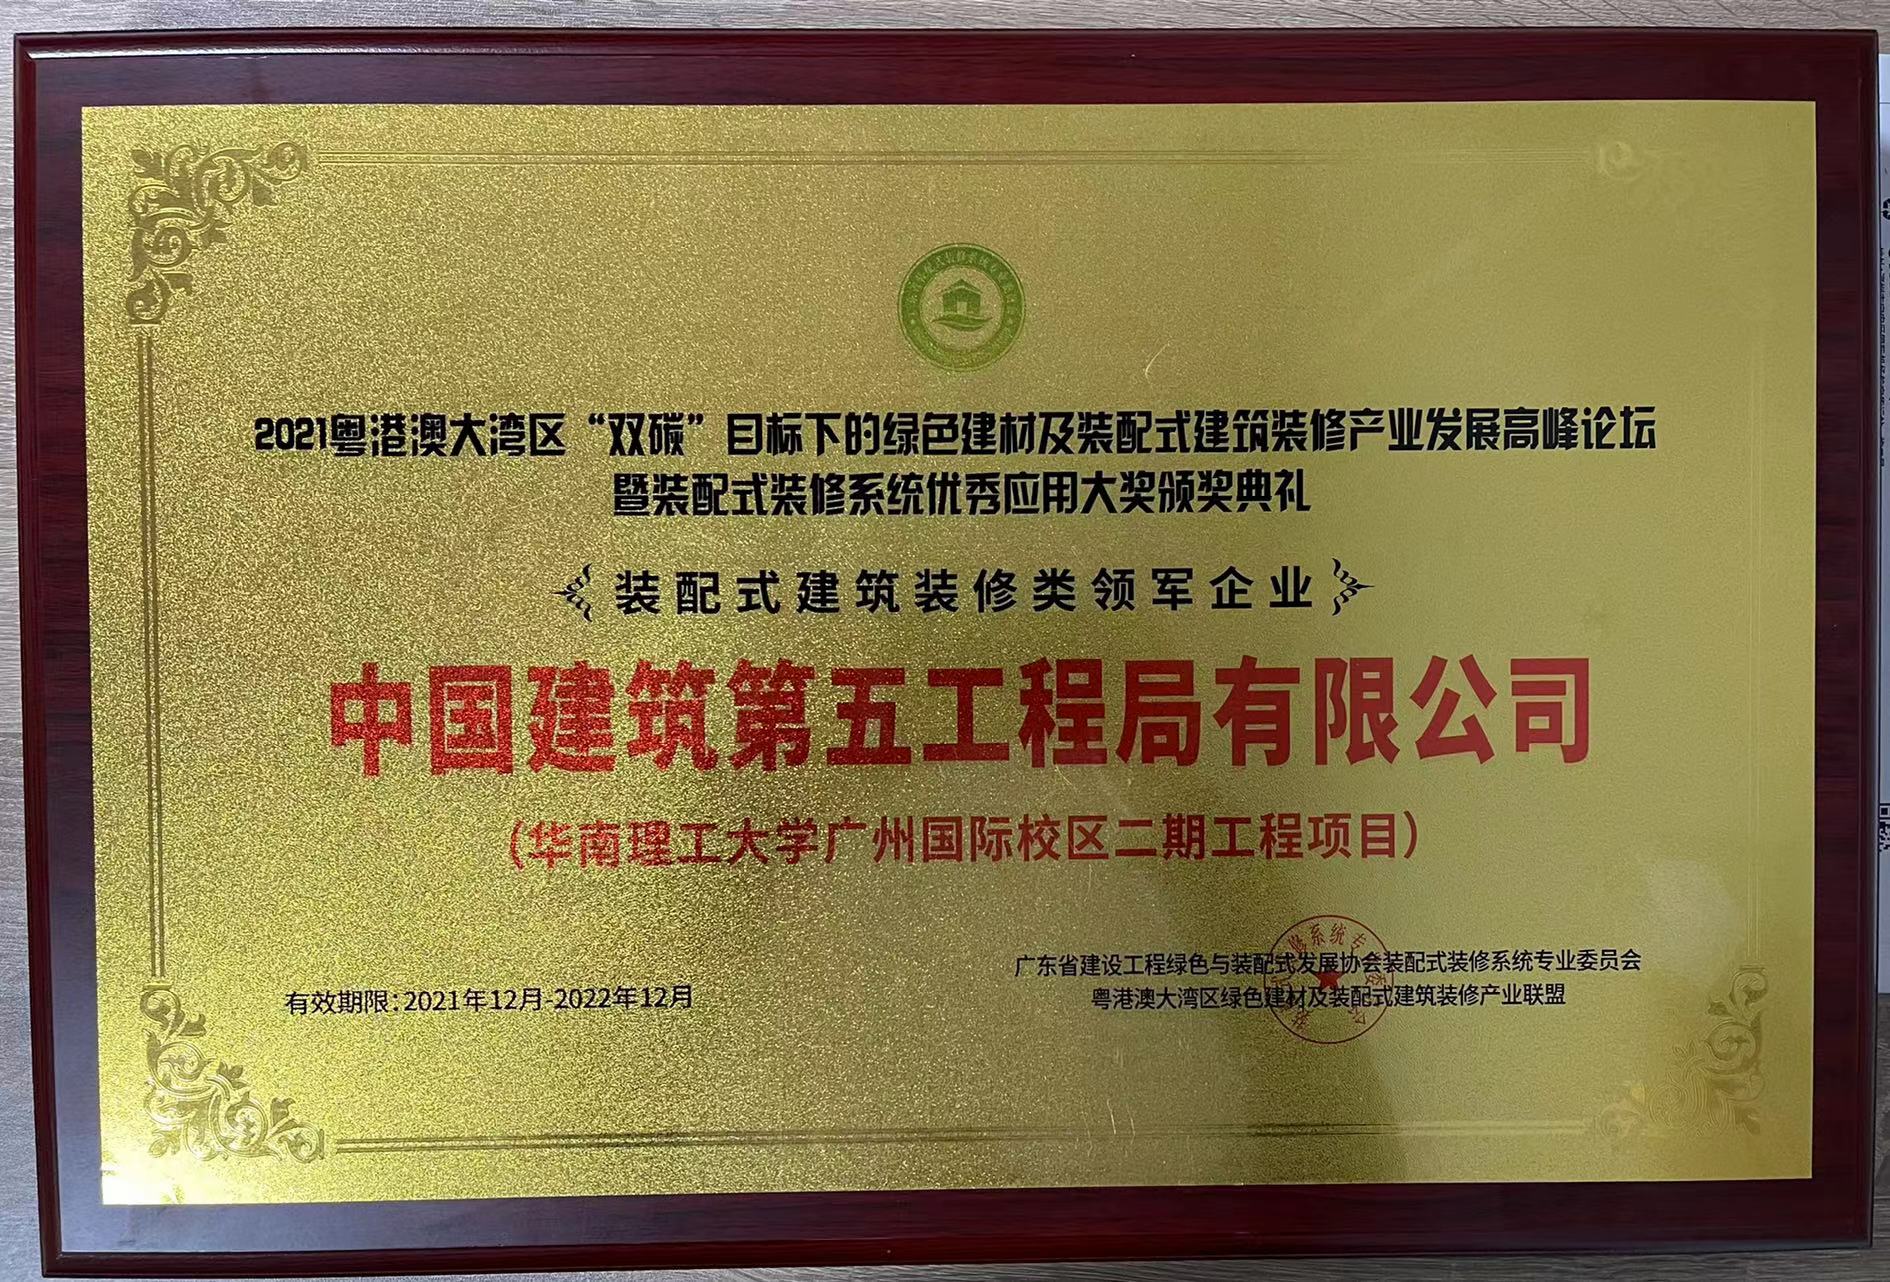 2021粤港澳大湾区“双碳”目标下的绿色建材及装配式建筑装修产业发展高峰论坛
暨装配式装修系统优秀应用大奖颁奖典礼
装配式建筑装修类领军企业
中国建筑第五工程局有限公司
(华南理工大学广州国际校区二期工程项目)
广东省建设工程绿色与装配式发展协会装配式装修系统专业委员会
有效期限:2021年12月-2022年12月
粤港澳大湾区绿色建材及装配式建筑装修产业联盟
修系统专